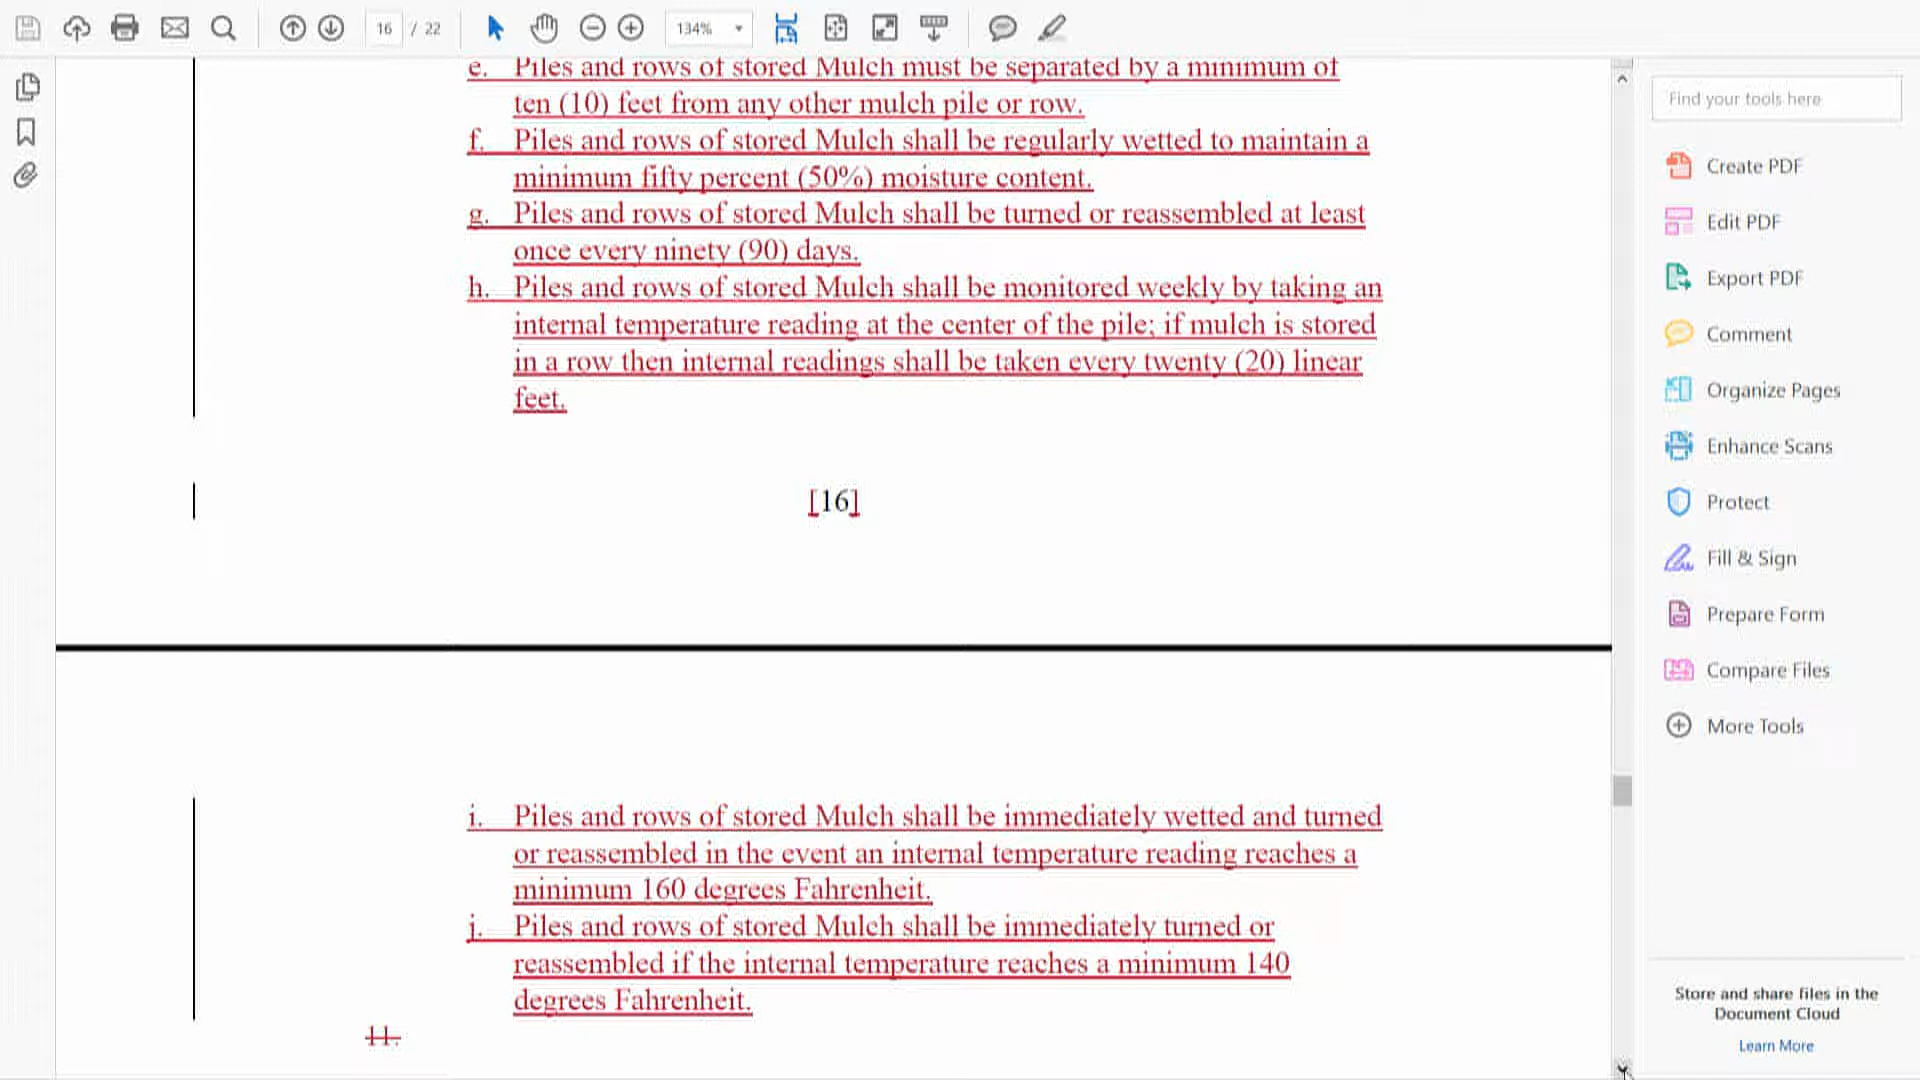 16 / 22
134%
e. Piles and rows of stored Mulch must be separated by a minimum of
ten (10) feet from any other mulch pile or row.
f. Piles and rows of stored Mulch shall be regularly wetted to maintain a
minimum fifty percent (50%) moisture content.
g. Piles and rows of stored Mulch shall be turned or reassembled at least
once every ninety (90) days.
h. Piles and rows of stored Mulch shall be monitored weekly by taking an
internal temperature reading at the center of the pile; if mulch is stored
in a row then internal readings shall be taken every twenty (20) linear
feet.
[16]
i. Piles and rows of stored Mulch shall be immediately wetted and turned
or reassembled in the event an internal temperature reading reaches a
minimum 160 degrees Fahrenheit.
j. Piles and rows of stored Mulch shall be immediately turned or
reassembled if the internal temperature reaches a minimum 140
degrees Fahrenheit.
11.
Find your tools here
Create PDF
Edit PDF
Export PDF
Comment
Organize Pages
Enhance Scans
Protect
Fill & Sign
Prepare Form
Compare Files
More Tools
Store and share files in the
Document Cloud
Learn More